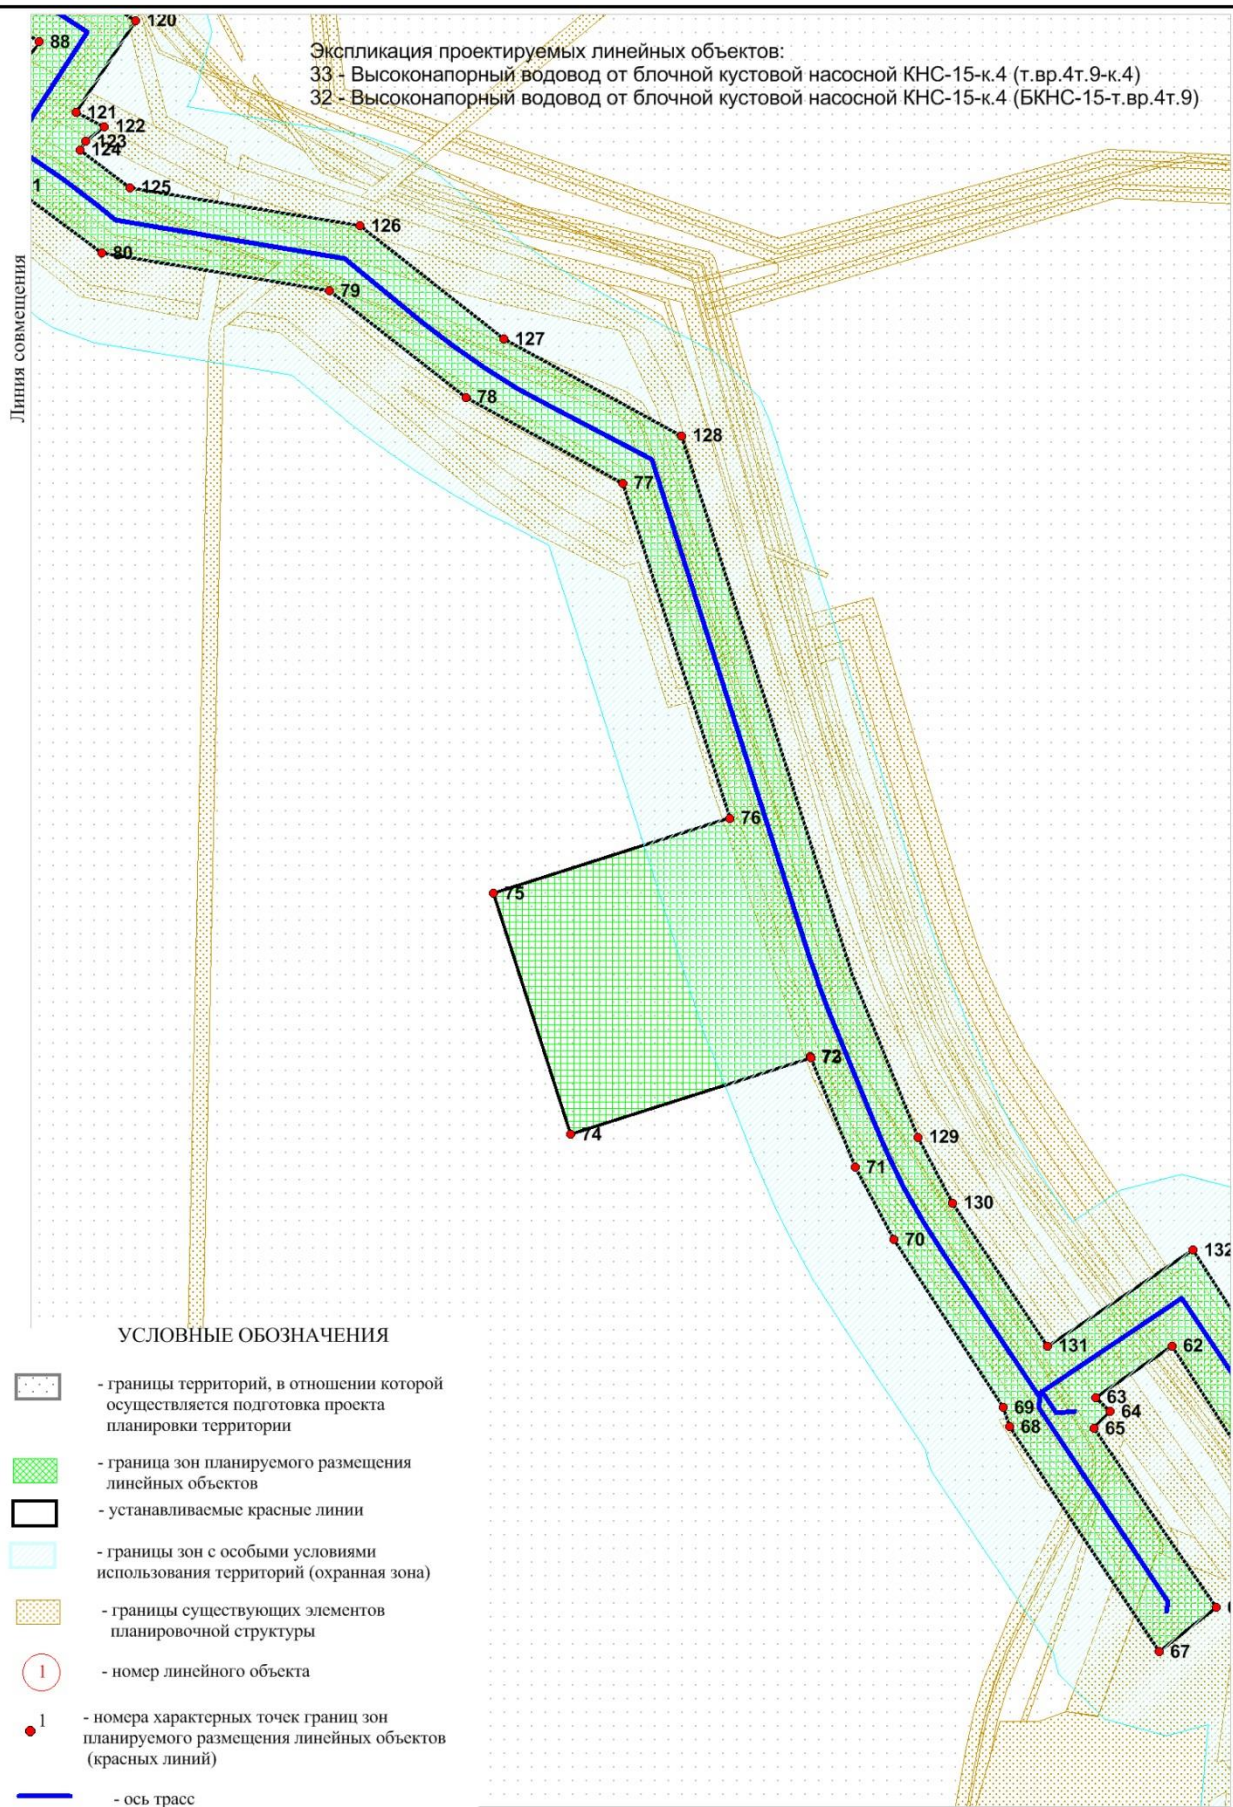 120
88
Экспликация проектируемых линейных объектов:
33 - Высоконапорный водовод от блочной кустовой насосной КНС-15-к.4 (т.вр.4т.9-к.4)
32 - Высоконапорный водовод от блочной кустовой насосной КНС-15-к.4 (БКНС-15-т.вр.4т.9)
121
122
123
124
125
1
126
80
79
Линия совмещения
127
78
128
77
76
75
72
74
129
71
130
70
132
131
62
63
69
64
68
65
6
67
УСЛОВНЫЕ ОБОЗНАЧЕНИЯ
- границы территорий, в отношении которой
осуществляется подготовка проекта
планировки территории
- граница зон планируемого размещения
линейных объектов
- устанавливаемые красные линии
- границы зон с особыми условиями
использования территорий (охранная зона)
- границы существующих элементов
планировочной структуры
1 - номер линейного объекта
1 - номера характерных точек границ зон
планируемого размещения линейных объектов
(красных линий)
- ось трасс